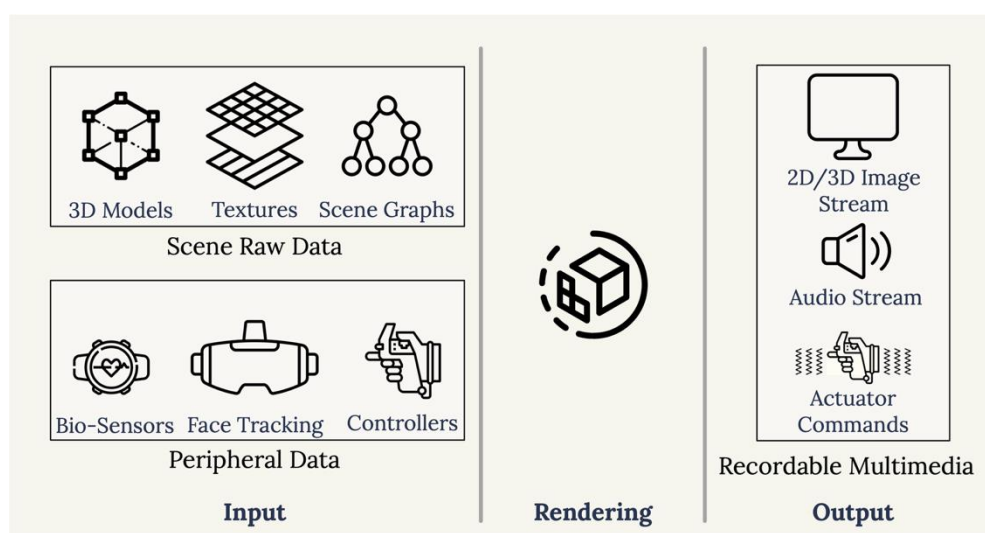 3D Models Textures Scene Graphs
Scene Raw Data
Bio-Sensors Face Tracking Controllers
Peripheral Data
Input
Rendering
2D/3D Image
Stream
Audio Stream
Actuator
Commands
Recordable Multimedia
Output